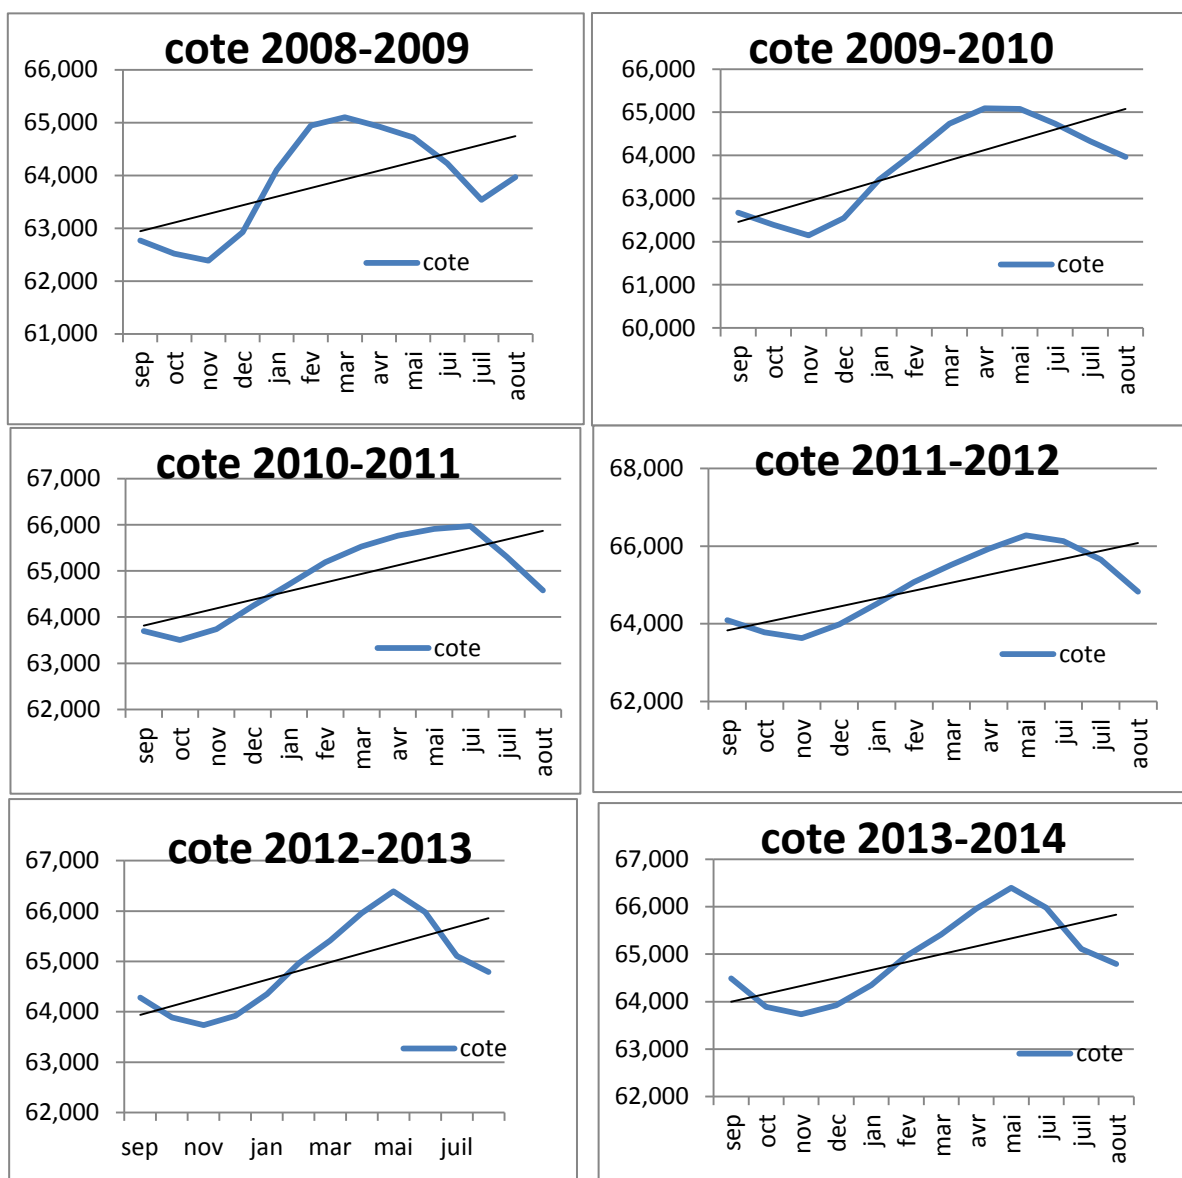 cote 2008-2009
66,000
65,000
64,000
63,000
62,000
61,000
cote
sep oct nov dec jan fev mar avr mai jui juil aout
cote 2009-2010
66,000
65,000
64,000
63,000
62,000
61,000
60,000
cote
sep oct nov dec jan fev mar avr mai jui juil aout
cote 2010-2011
67,000
66,000
65,000
64,000
63,000
62,000
cote
sep oct nov dec jan fev mar avr mai jui juil aout
cote 2011-2012
68,000
66,000
64,000
62,000
cote
sep oct nov dec jan fev mar avr mai jui juil aout
cote 2012-2013
67,000
66,000
65,000
64,000
63,000
62,000
cote
sep nov jan mar mai juil
cote 2013-2014
67,000
66,000
65,000
64,000
63,000
62,000
cote
sep oct nov dec jan fev mar avr mai jui juil aout